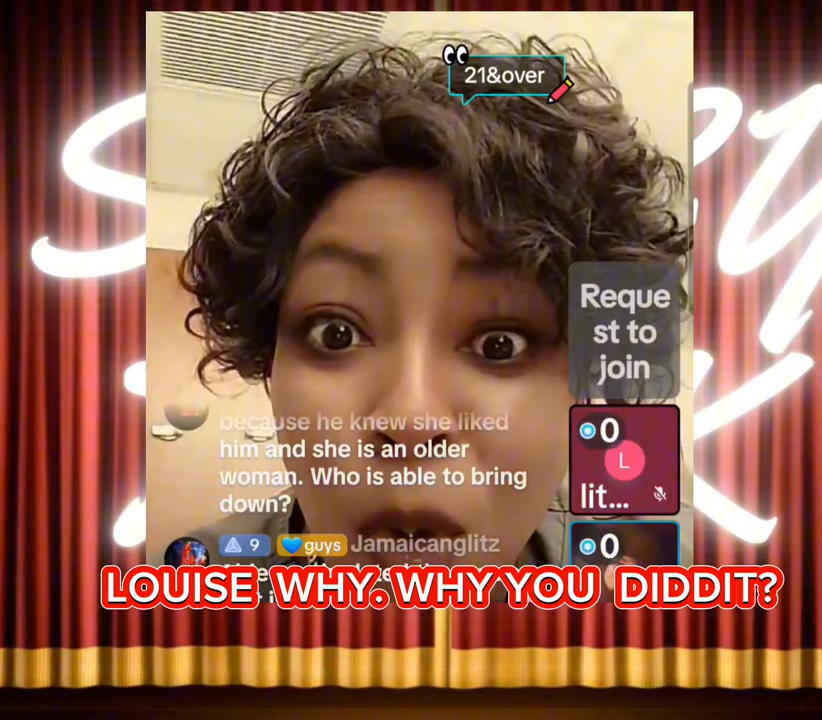 21&over
Reque
st to
join
because he knew she liked
him and she is an older
woman. Who is able to bring
down?
0
L
lit...
9 guys Jamaicanglitz
0
LOUISE WHY. WHY YOU DIDDIT?